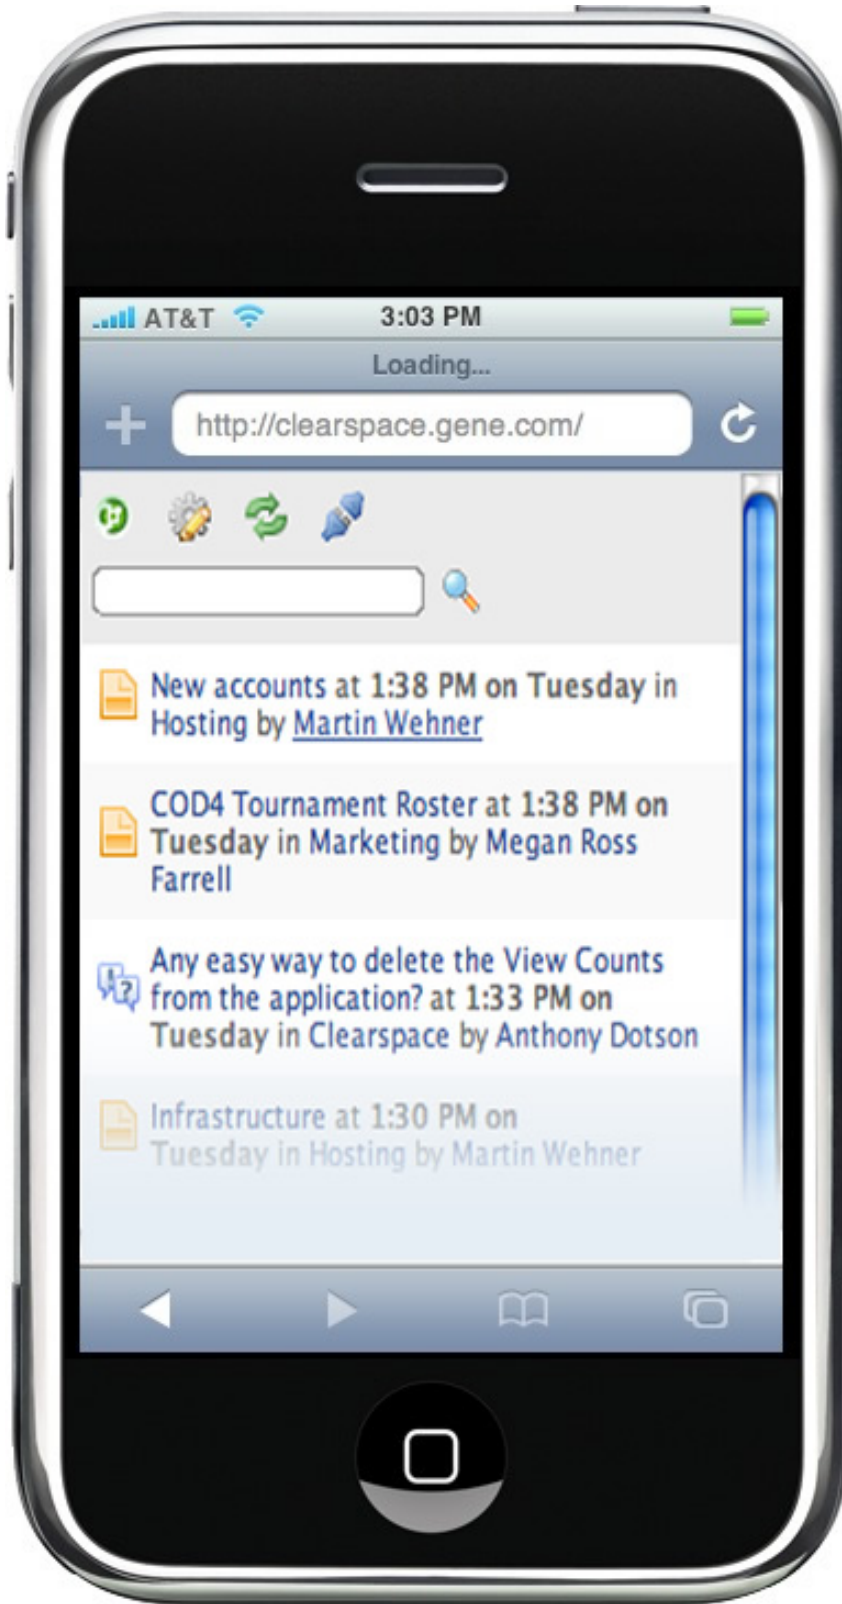 AT&T 3:03 PM
Loading...
http://clearspace.gene.com/
New accounts at 1:38 PM on Tuesday in
Hosting by Martin Wehner
COD4 Tournament Roster at 1:38 PM on
Tuesday in Marketing by Megan Ross
Farrell
Any easy way to delete the View Counts
from the application? at 1:33 PM on
Tuesday in Clearspace by Anthony Dotson
Infrastructure at 1:30 PM on
Tuesday in Hosting by Martin Wehner